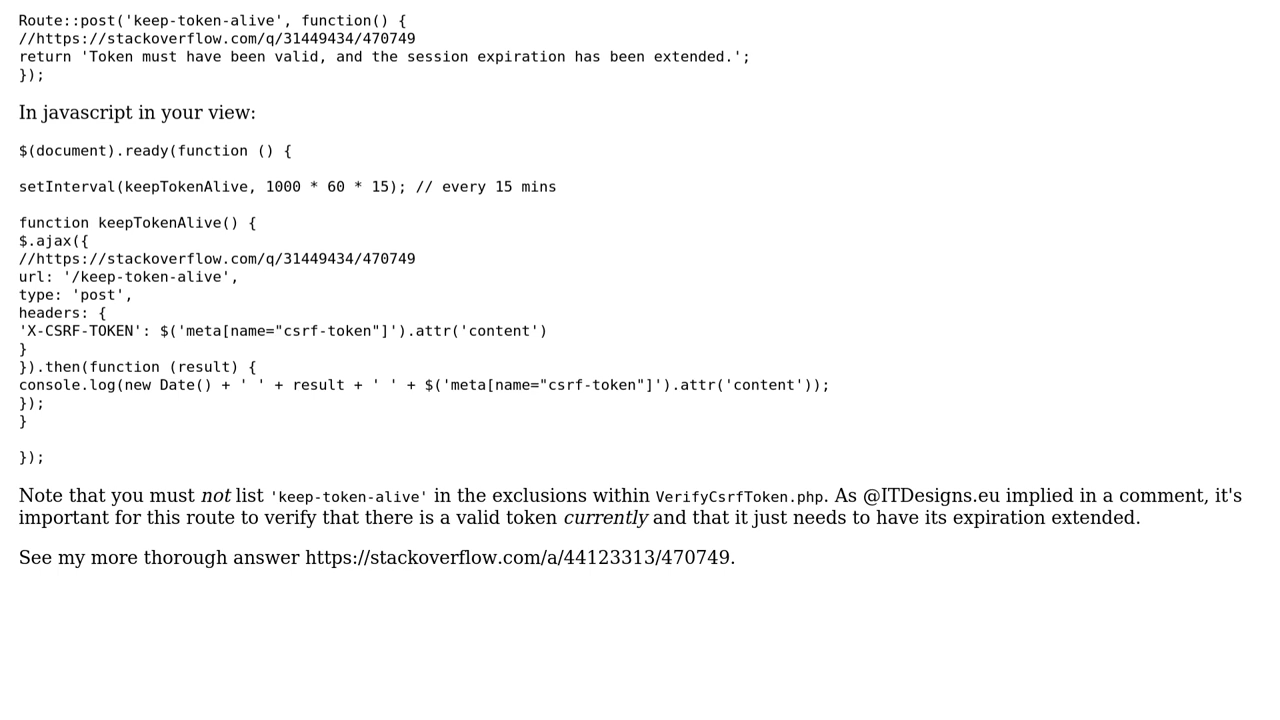 Route::post('keep-token-alive', function() {
//https://stackoverflow.com/q/31449434/470749
return 'Token must have been valid, and the session expiration has been extended.';
});
In javascript in your view:
$(document).ready(function () {
setInterval(keepTokenAlive, 1000 * 60 * 15); // every 15 mins
function keepTokenAlive() {
$.ajax({
//https://stackoverflow.com/q/31449434/470749
url: '/keep-token-alive',
type: 'post',
headers: {
'X-CSRF-TOKEN': $('meta[name="csrf-token"]').attr('content')
}
}).then(function (result) {
console.log(new Date() + ' ' + result + ' ' + $('meta[name="csrf-token"]').attr('content'));
});
}
});
Note that you must not list 'keep-token-alive' in the exclusions within VerifyCsrfToken.php. As @ITDesigns.eu implied in a comment, it's
important for this route to verify that there is a valid token currently and that it just needs to have its expiration extended.
See my more thorough answer https://stackoverflow.com/a/44123313/470749.